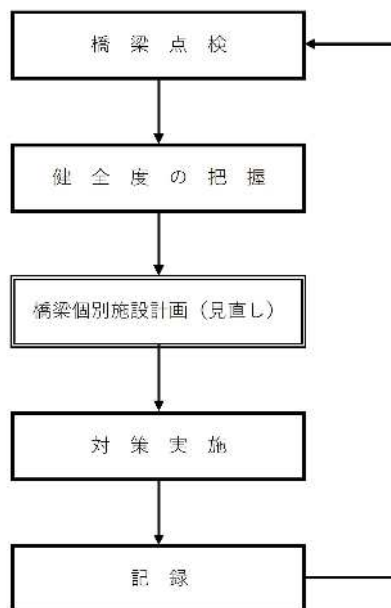 橋梁点検
健全度の把握
橋梁個別施設計画（見直し）
対策実施
記録